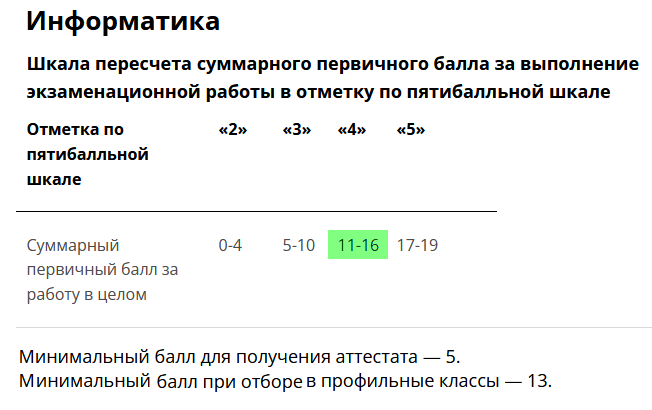 Информатика
Шкала пересчета суммарного первичного балла за выполнение
экзаменационной работы в отметку по пятибалльной шкале
Отметка по «2» «3» «4» «5»
пятибалльной
шкале
Суммарный 0-4 5-10 11-16 17-19
первичный балл за
работу в целом
Минимальный балл для получения аттестата — 5.
Минимальный балл при отборе в профильные классы — 13.